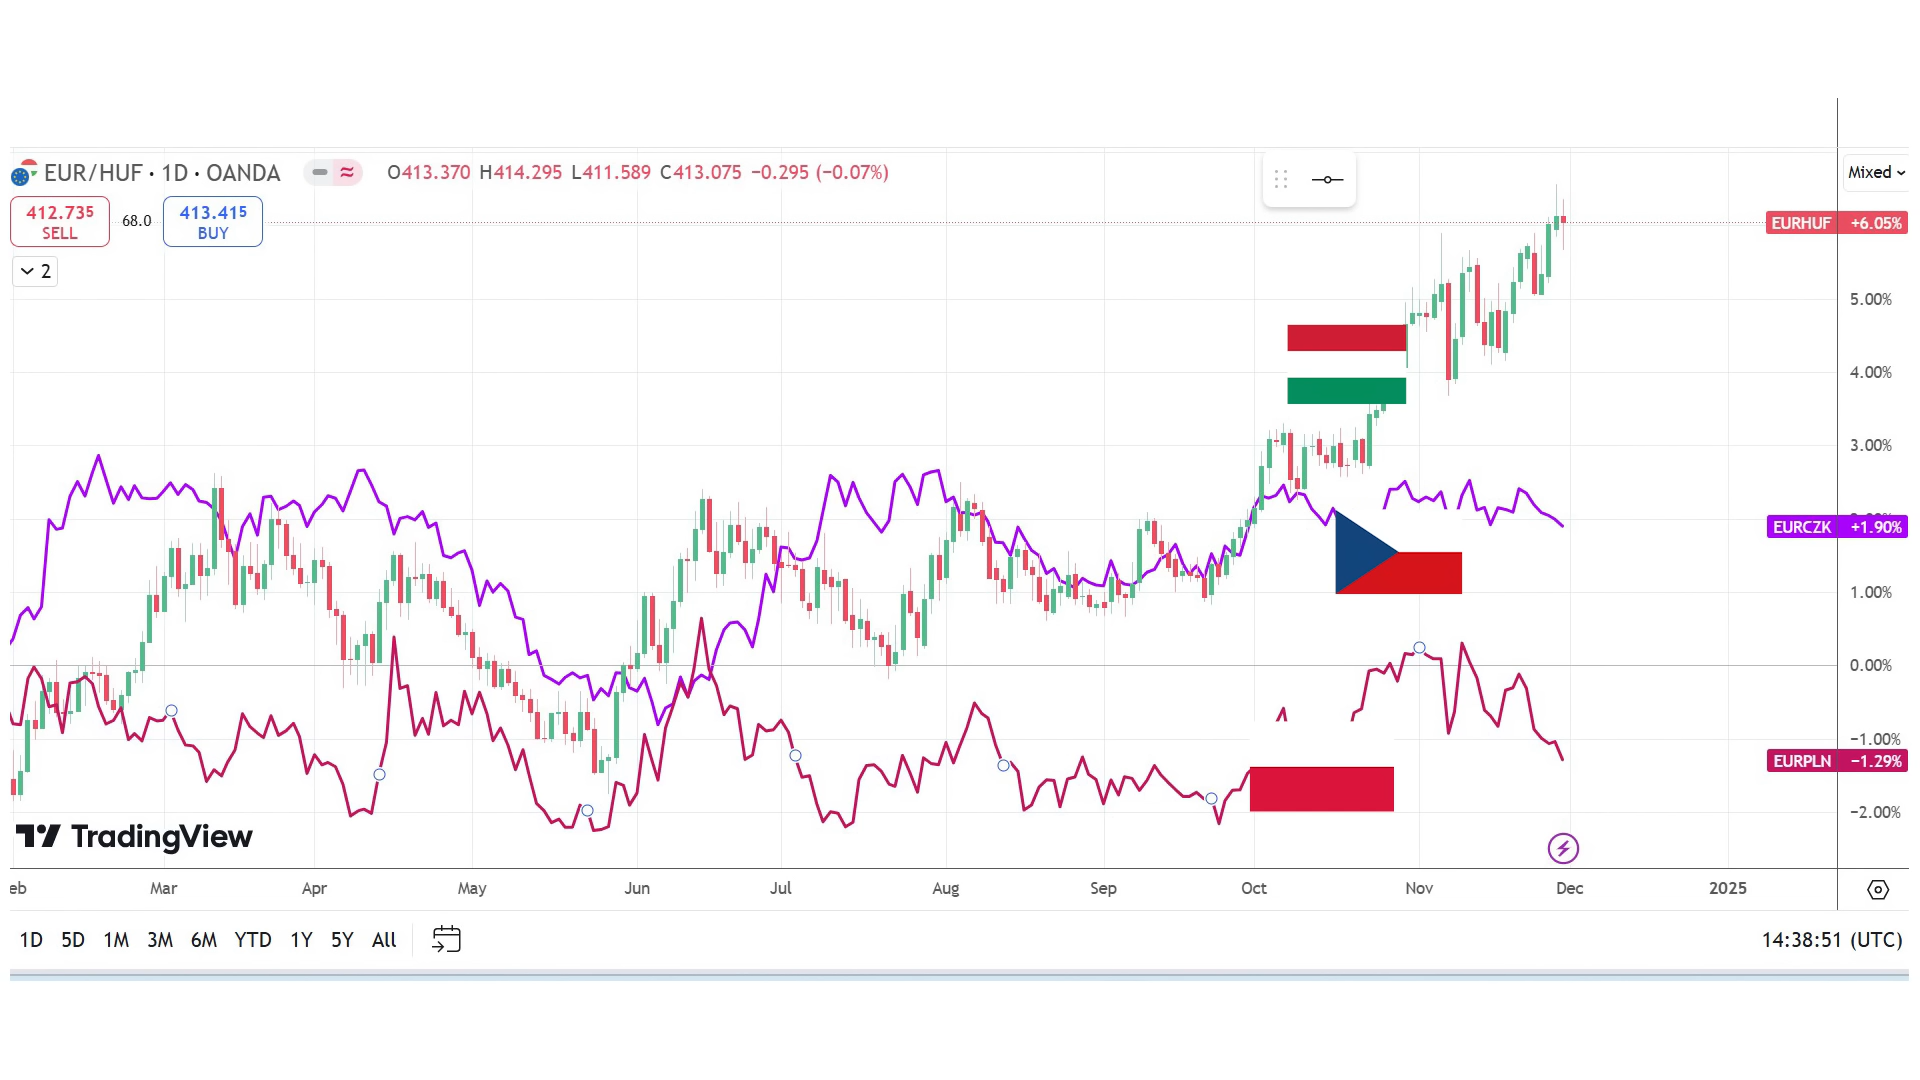 EUR/HUF · 1D · OANDA O413.370 H414.295 L411.589 C413.075 −0.295 (−0.07%)
Mixed
412.735 SELL
68.0
413.415 BUY
2
EURHUF +6.05%
5.00%
4.00%
3.00%
EURCZK +1.90%
1.00%
0.00%
−1.00%
EURPLN −1.29%
−2.00%
TradingView
eb Mar Apr May Jun Jul Aug Sep Oct Nov Dec 2025
1D 5D 1M 3M 6M YTD 1Y 5Y All
14:38:51 (UTC)